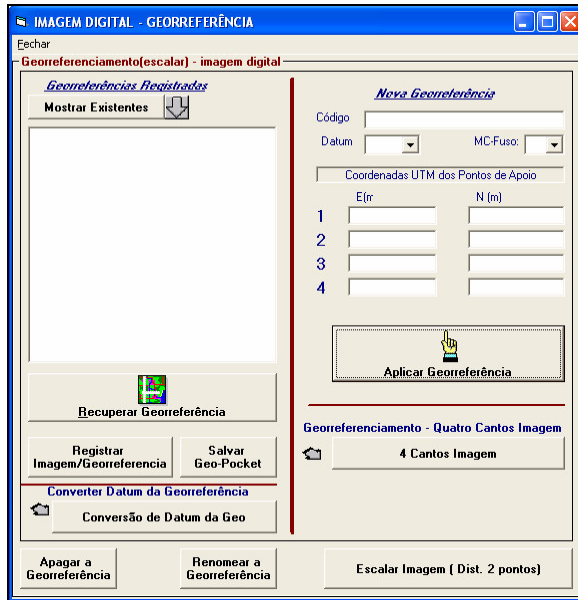 IMAGEM DIGITAL - GEORREFERÊNCIA
Fechar
Georreferenciamento(escalar) - imagem digital
Georreferências Registradas
Mostrar Existentes
Recuperar Georreferência
Registrar
Imagem/Georreferencia
Salvar
Geo-Pocket
Converter Datum da Georreferência
Conversão de Datum da Geo
Nova Georreferência
Código
Datum
MC-Fuso:
Coordenadas UTM dos Pontos de Apoio
E(m
N (m)
1
2
3
4
Aplicar Georreferência
Georreferenciamento - Quatro Cantos Imagem
4 Cantos Imagem
Apagar a
Georreferência
Renomear a
Georreferência
Escalar Imagem ( Dist. 2 pontos)